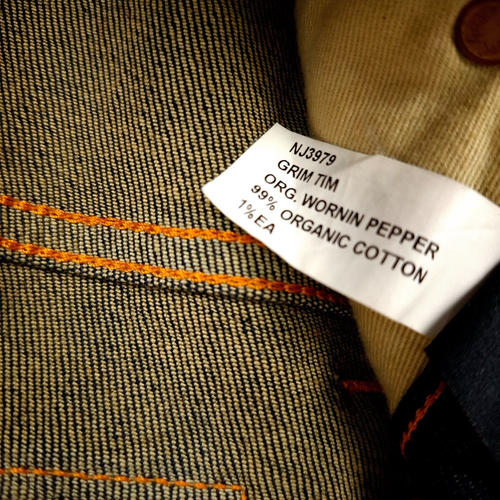 NJ3979
GRIM TIM
ORG. WORNIN PEPPER
99% ORGANIC COTTON
1%EA